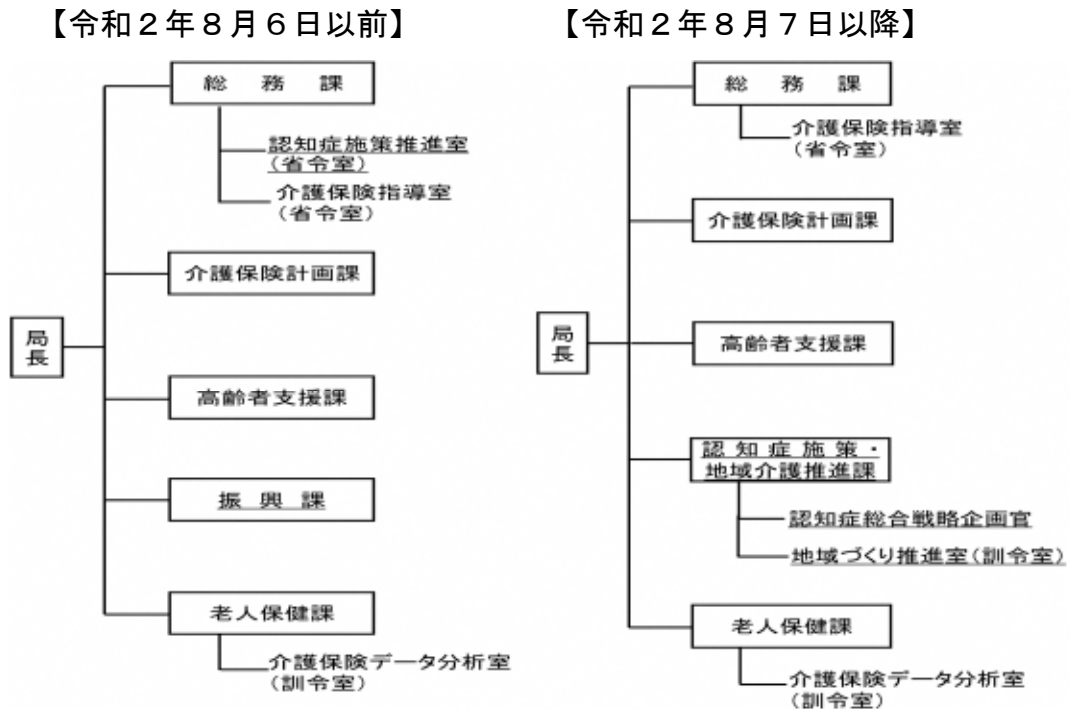 【令和２年８月６日以前】
総務課
認知症施策推進室
(省令室)
介護保険指導室
(省令室)
介護保険計画課
局長
高齢者支援課
振興課
老人保健課
介護保険データ分析室
(訓令室)
【令和２年８月７日以降】
総務課
介護保険指導室
(省令室)
介護保険計画課
局長
高齢者支援課
認知症施策・
地域介護推進課
認知症総合戦略企画官
地域づくり推進室(訓令室)
老人保健課
介護保険データ分析室
(訓令室)